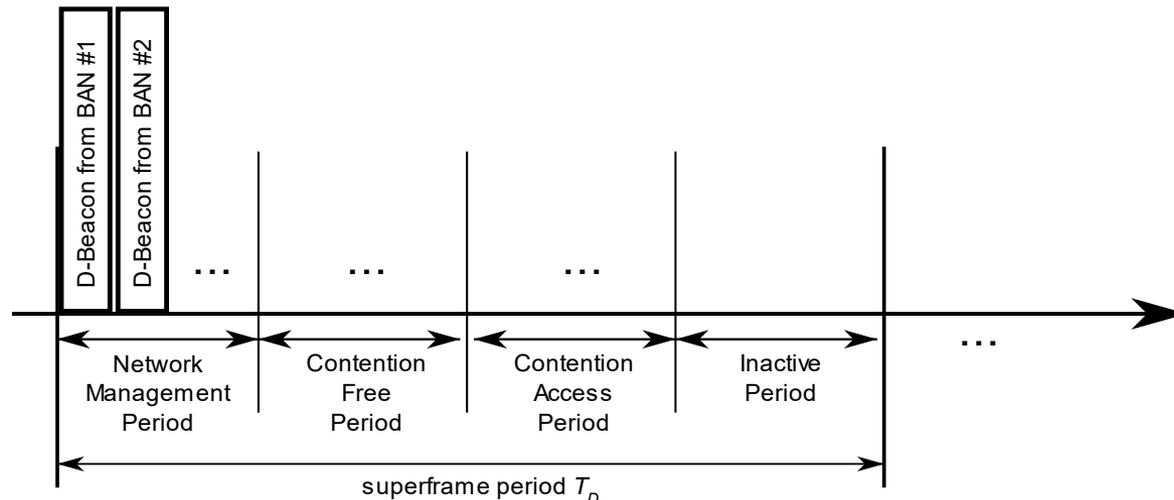 D-Beacon from BAN #1
D-Beacon from BAN #2
...
...
...
Network
Management
Period
Contention
Free
Period
Contention
Access
Period
Inactive
Period
...
superframe period T_D